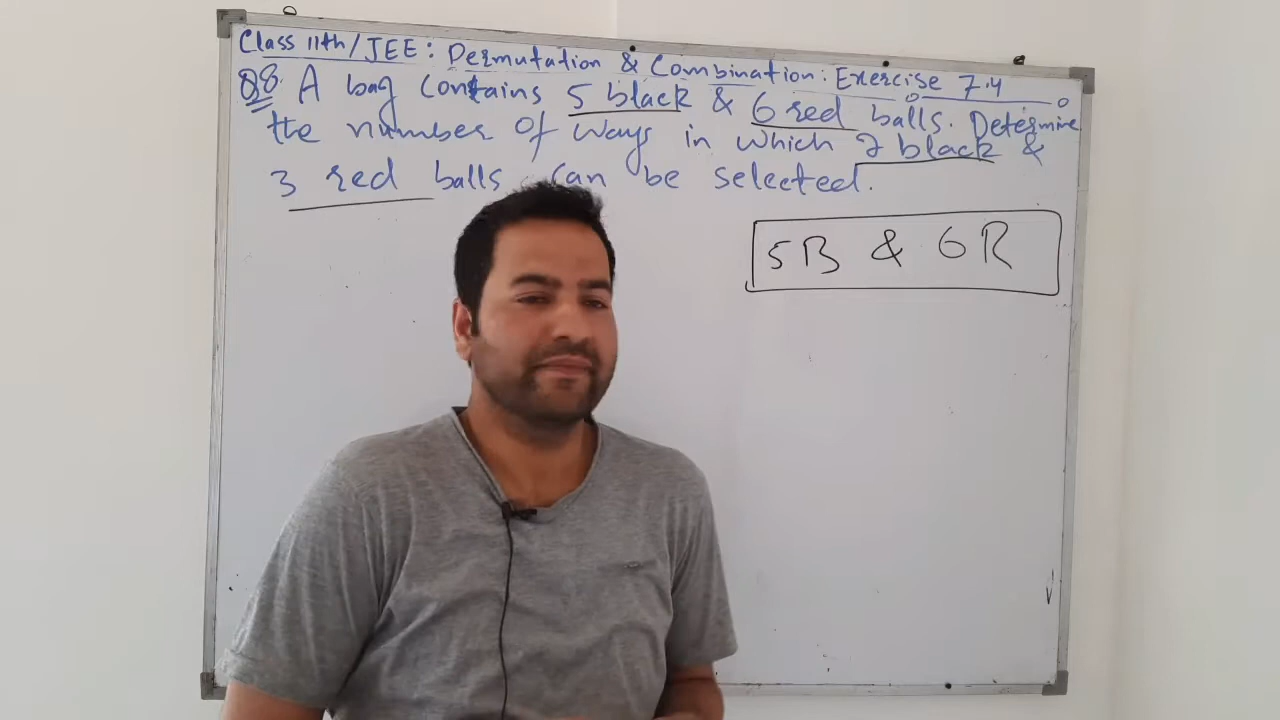 Class 11th/JEE: Permutation & Combination: Exercise 7.4
Q8. A bag contains 5 black & 6 red balls. Determine
the number of ways in which 2 black &
3 red balls can be selected.
5B & 6R